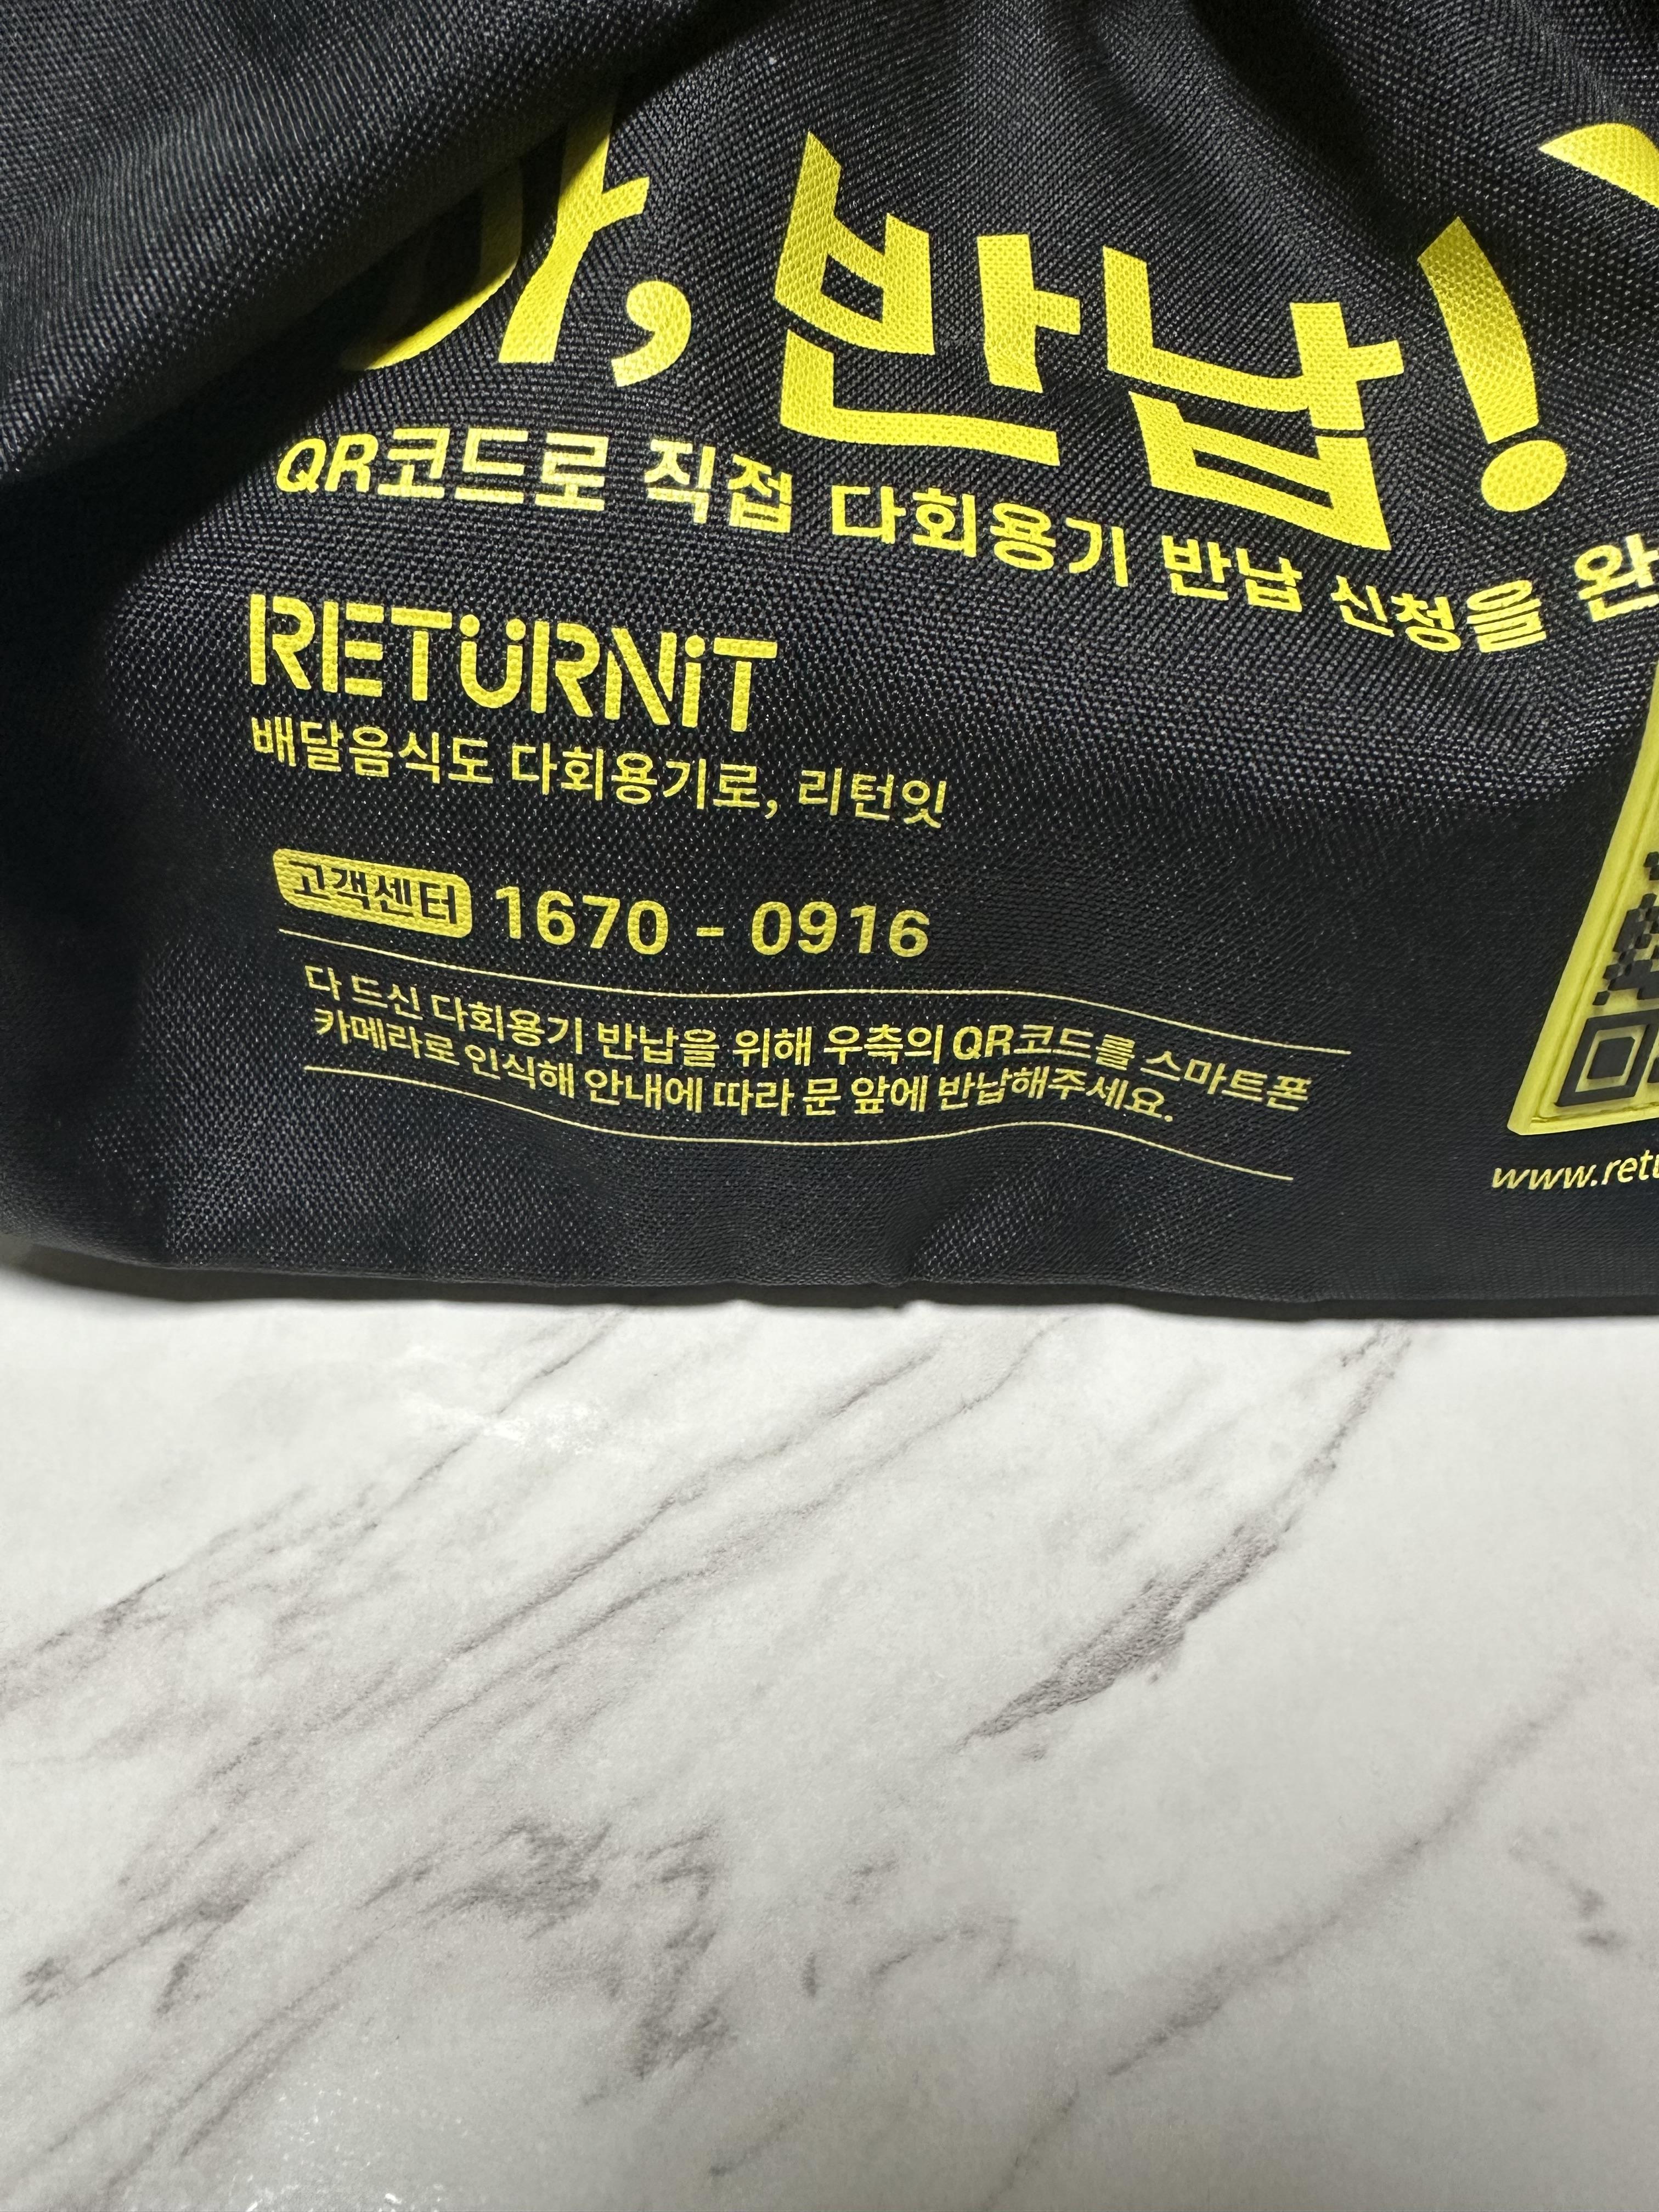 반납!
QR코드로 직접 다회용기 반납 신청을
RETURNiT
배달음식도 다회용기로, 리턴잇
고객센터 1670 - 0916
다 드신 다회용기 반납을 위해 우측의 QR코드를 스마트폰
카메라로 인식해 안내에 따라 문 앞에 반납해주세요.